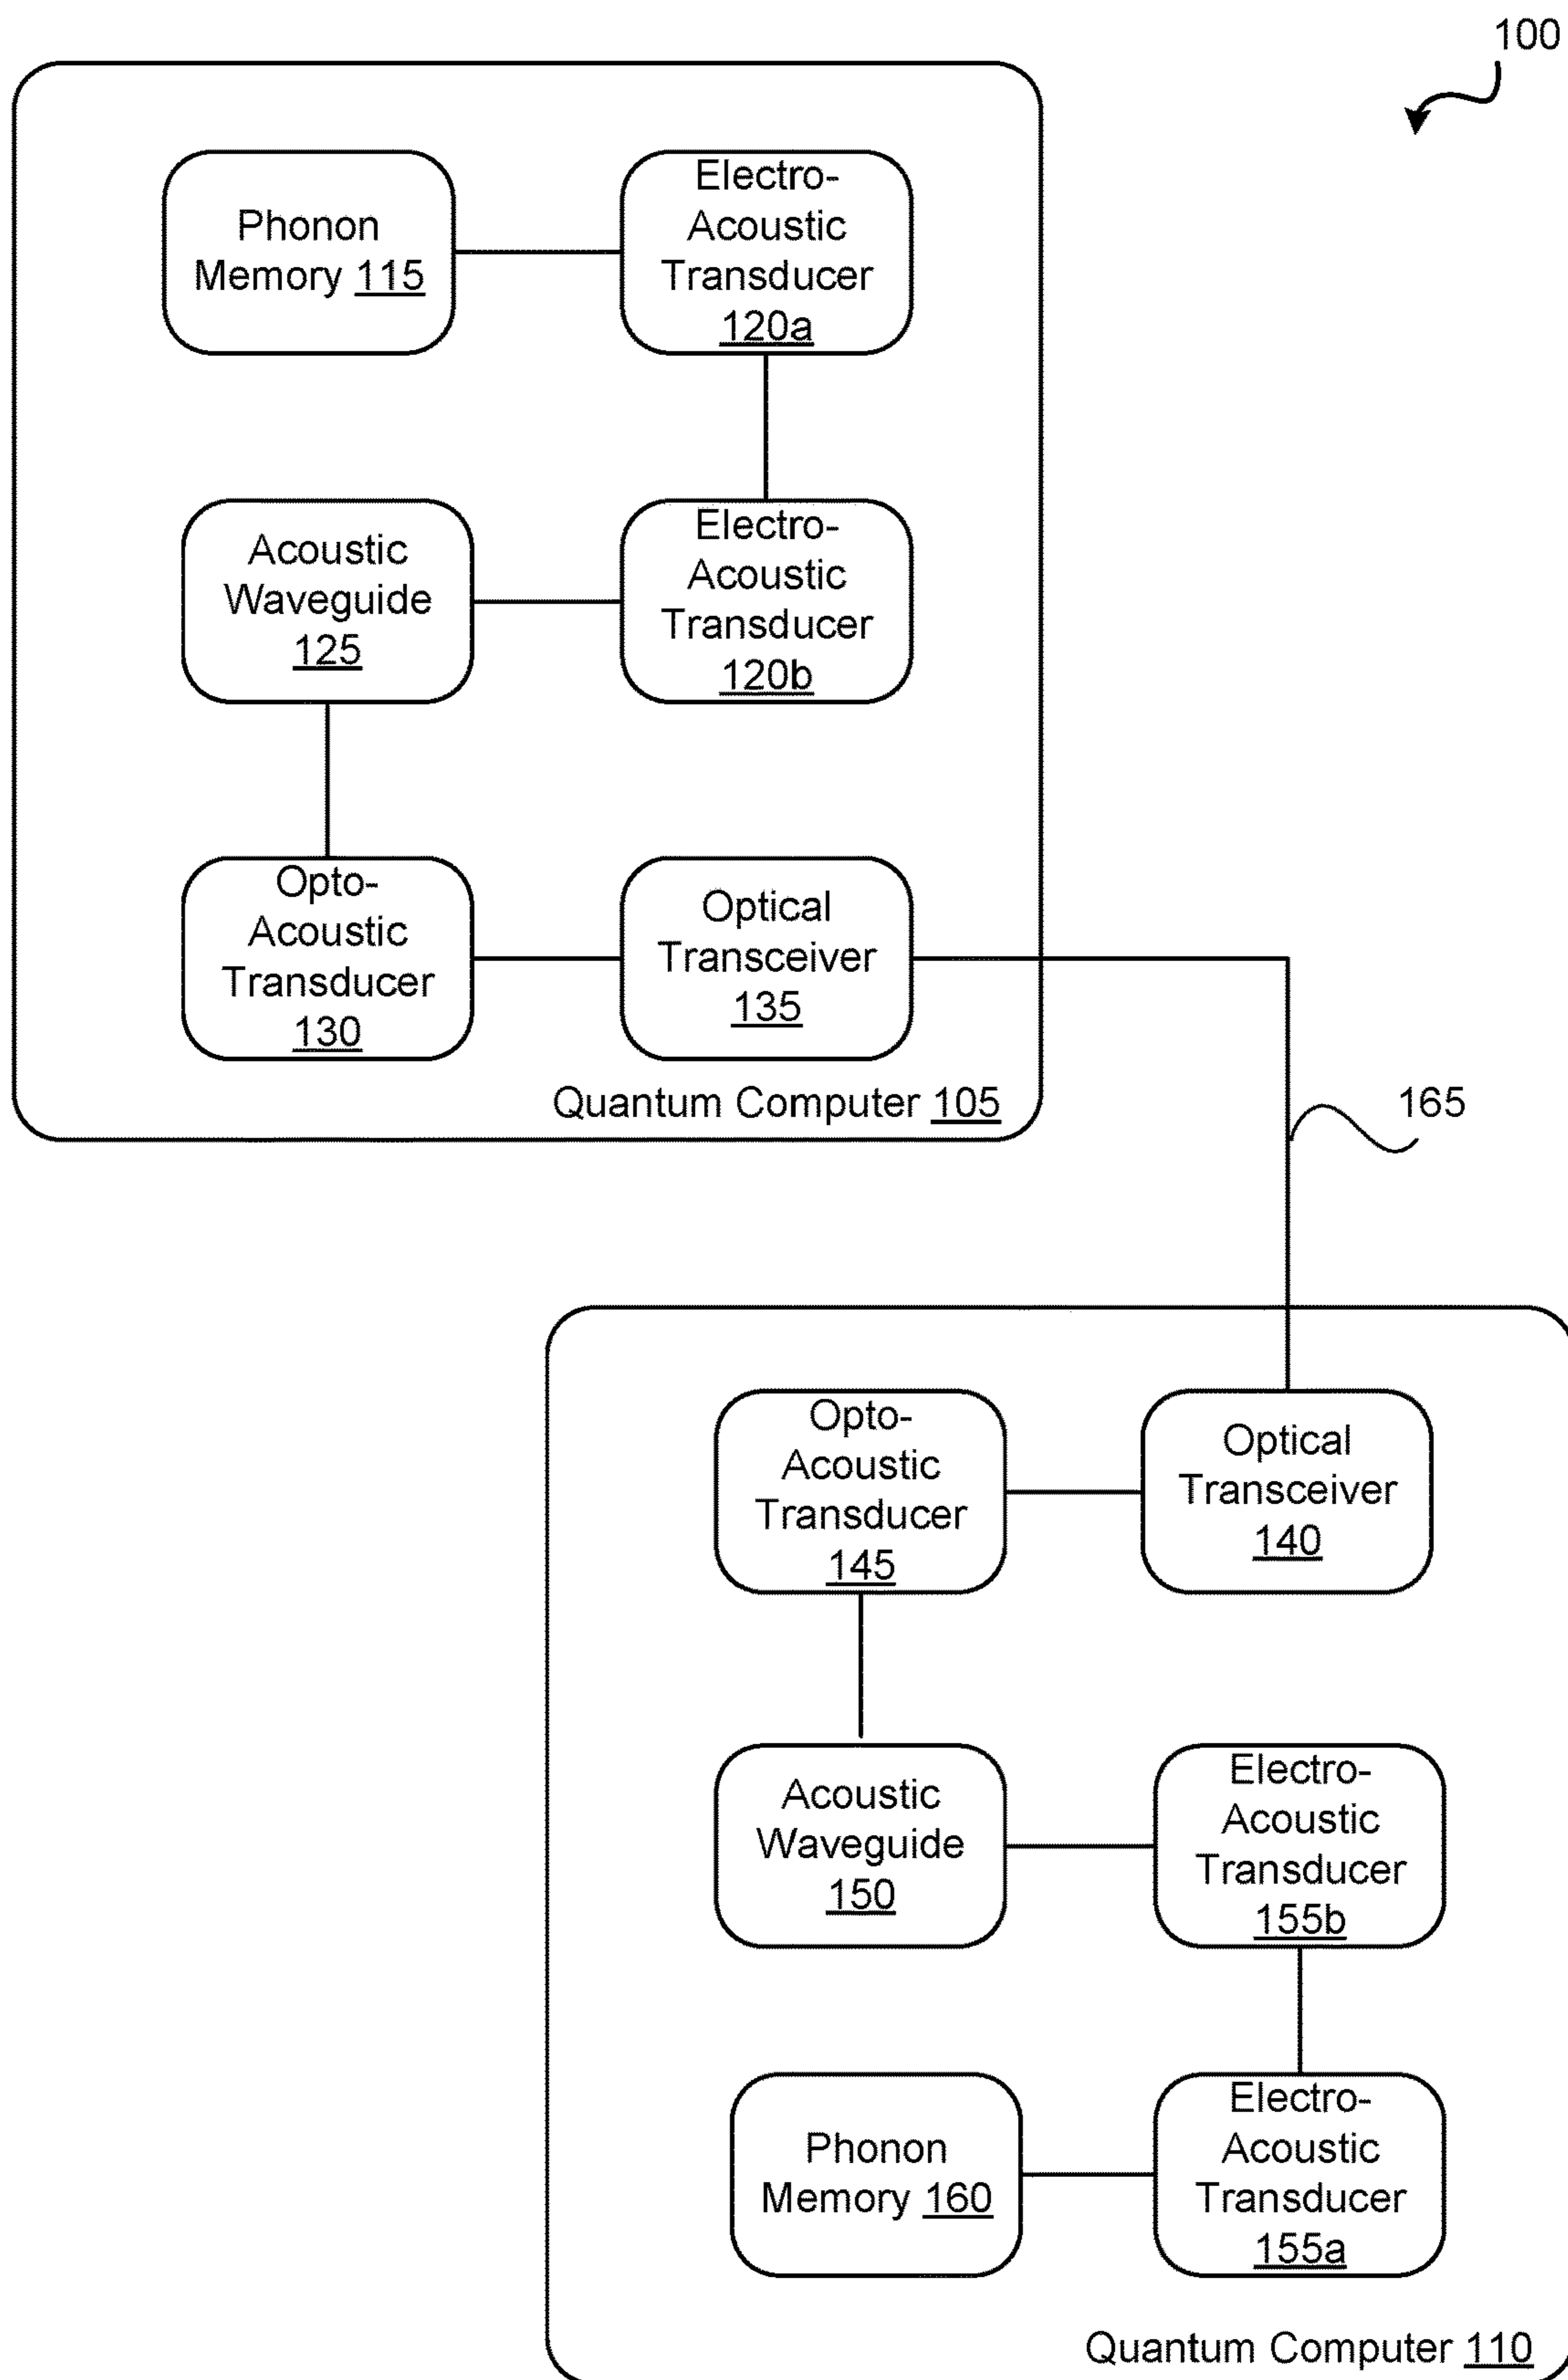 100
Phonon
Memory 115
Electro-
Acoustic
Transducer
120a
Acoustic
Waveguide
125
Electro-
Acoustic
Transducer
120b
Opto-
Acoustic
Transducer
130
Optical
Transceiver
135
Quantum Computer 105
165
Opto-
Acoustic
Transducer
145
Optical
Transceiver
140
Acoustic
Waveguide
150
Electro-
Acoustic
Transducer
155b
Phonon
Memory 160
Electro-
Acoustic
Transducer
155a
Quantum Computer 110